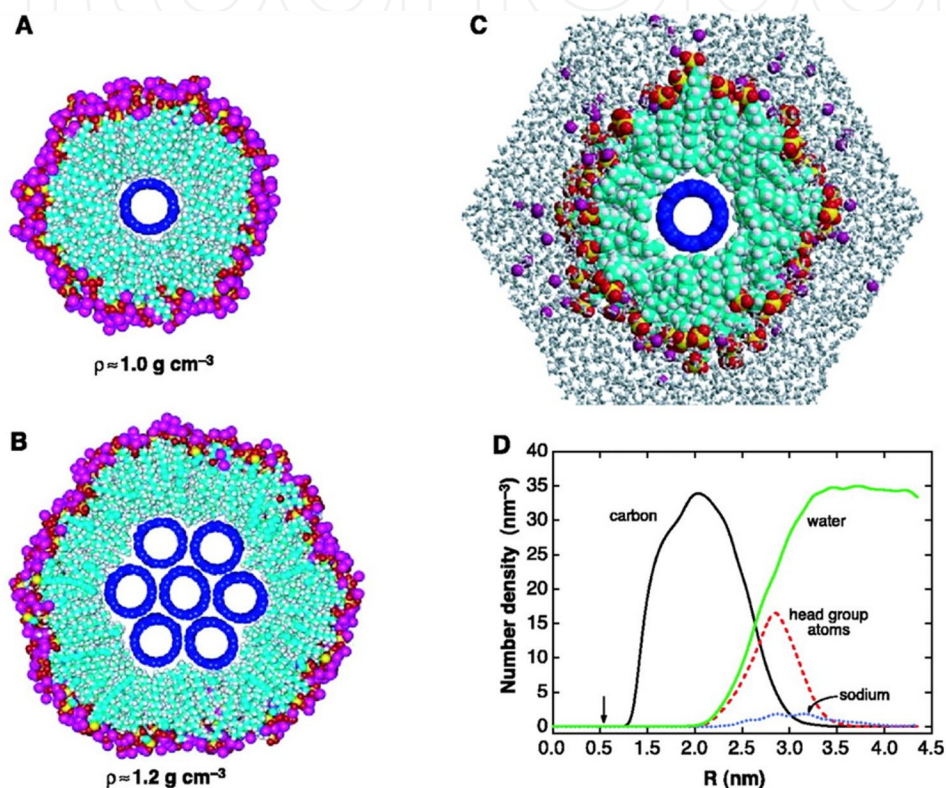 A
ρ≈1.0 g cm⁻³
B
ρ≈1.2 g cm⁻³
C
D
Number density (nm⁻³)
40
35
30
25
20
15
10
5
0
carbon
water
head group
atoms
sodium
0.0 0.5 1.5 2.0 2.5 3.0 3.5 4.0 4.5
R (nm)